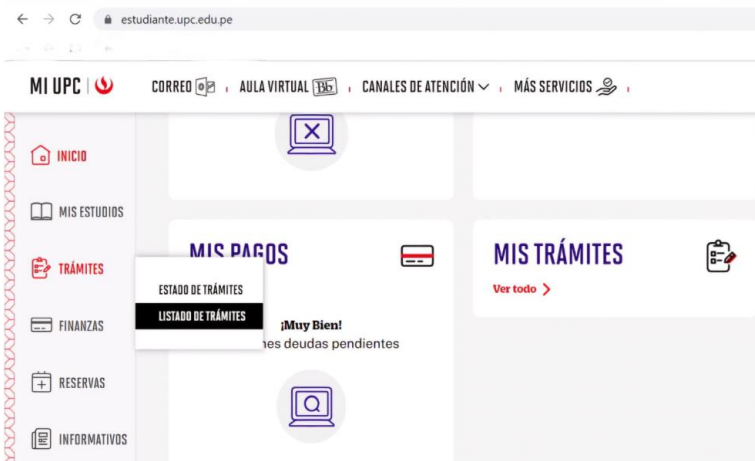 estudiante.upc.edu.pe
MI UPC
CORREO
AULA VIRTUAL Bb
CANALES DE ATENCIÓN
MÁS SERVICIOS
INICIO
MIS ESTUDIOS
TRÁMITES
FINANZAS
RESERVAS
INFORMATIVOS
ESTADO DE TRÁMITES
LISTADO DE TRÁMITES
MIS PAGOS
¡Muy Bien!
nes deudas pendientes
MIS TRÁMITES
Ver todo